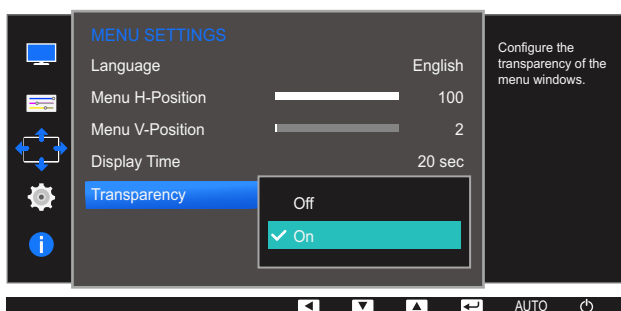 MENU SETTINGS
Language English
Menu H-Position 100
Menu V-Position 2
Display Time 20 sec
Transparency
Off
On
Configure the
transparency of the
menu windows.
AUTO